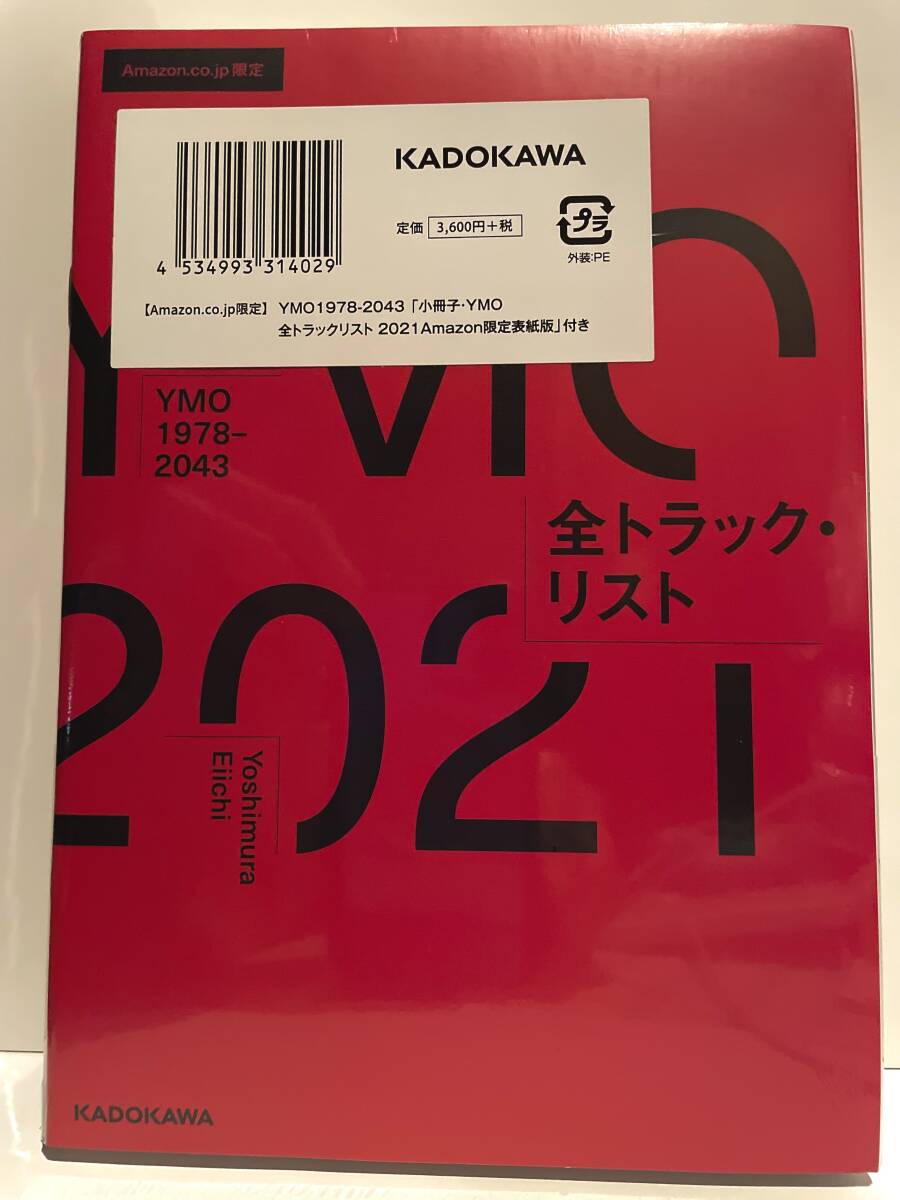 Amazon.co.jp限定
KADOKAWA
定価 3,600円+税
プラ
外装:PE
4 534993 314029
【Amazon.co.jp限定】 YMO1978-2043 「小冊子・YMO
全トラックリスト 2021Amazon限定表紙版」付き
YMO
YMO
1978–
2043
全トラック・
リスト
2021
Yoshimura
Eiichi
KADOKAWA